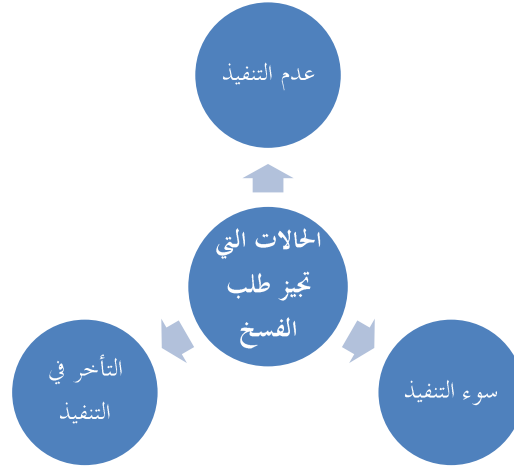 عدم التنفيذ
الحالات التي
تجيز طلب
الفسخ
سوء التنفيذ
التأخر في
التنفيذ